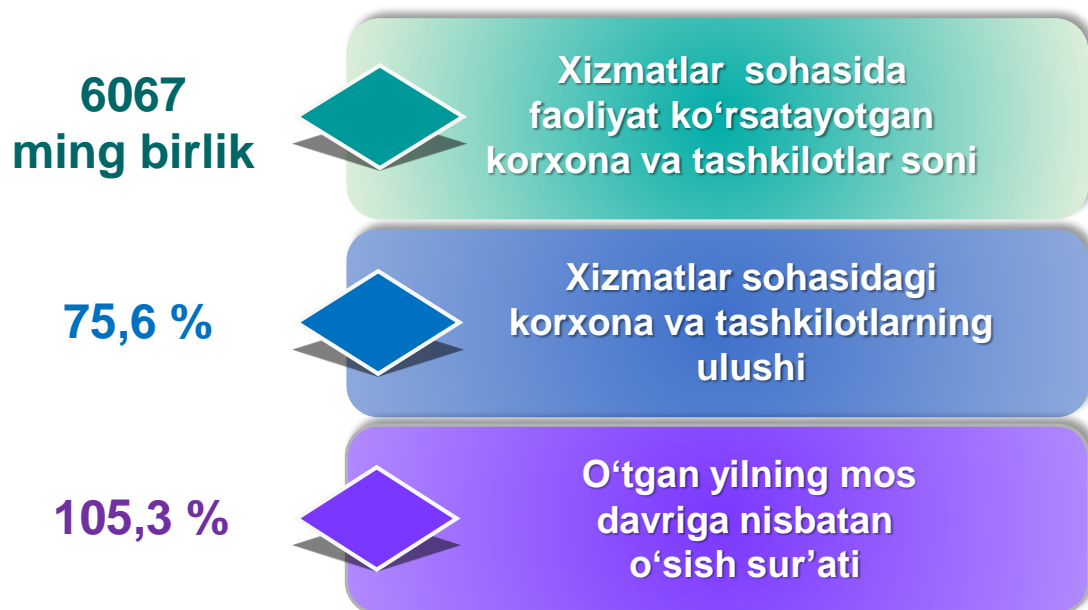 6067
ming birlik
Xizmatlar sohasida
faoliyat ko‘rsatayotgan
korxona va tashkilotlar soni
75,6 %
Xizmatlar sohasidagi
korxona va tashkilotlarning
ulushi
105,3 %
O‘tgan yilning mos
davriga nisbatan
o‘sish sur’ati